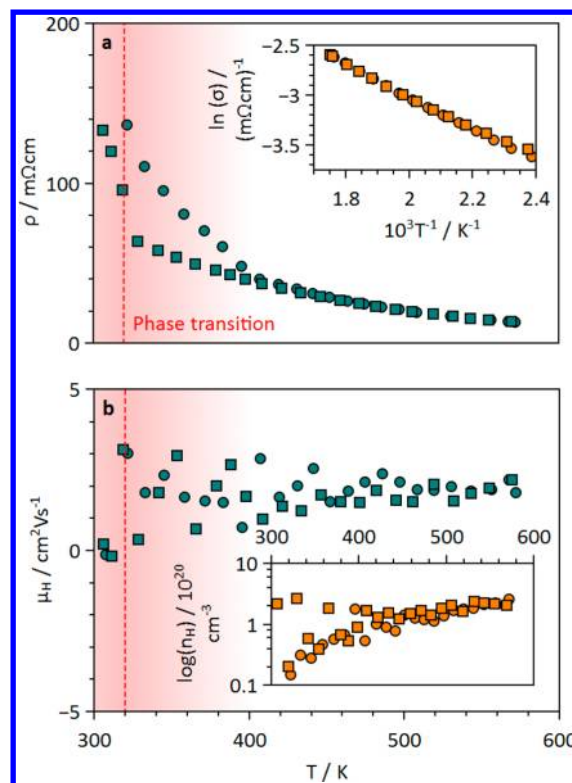 a
200
100
0
ρ / mΩcm
Phase transition
ln (σ) /
(mΩcm)⁻¹
-2.5
-3
-3.5
1.8
2
2.2
2.4
10³T⁻¹ / K⁻¹
b
5
0
-5
μH / cm²Vs⁻¹
300 400 500 600
log(nH) / 10²⁰
cm⁻³
10
1
0.1
300 400 500 600
T / K